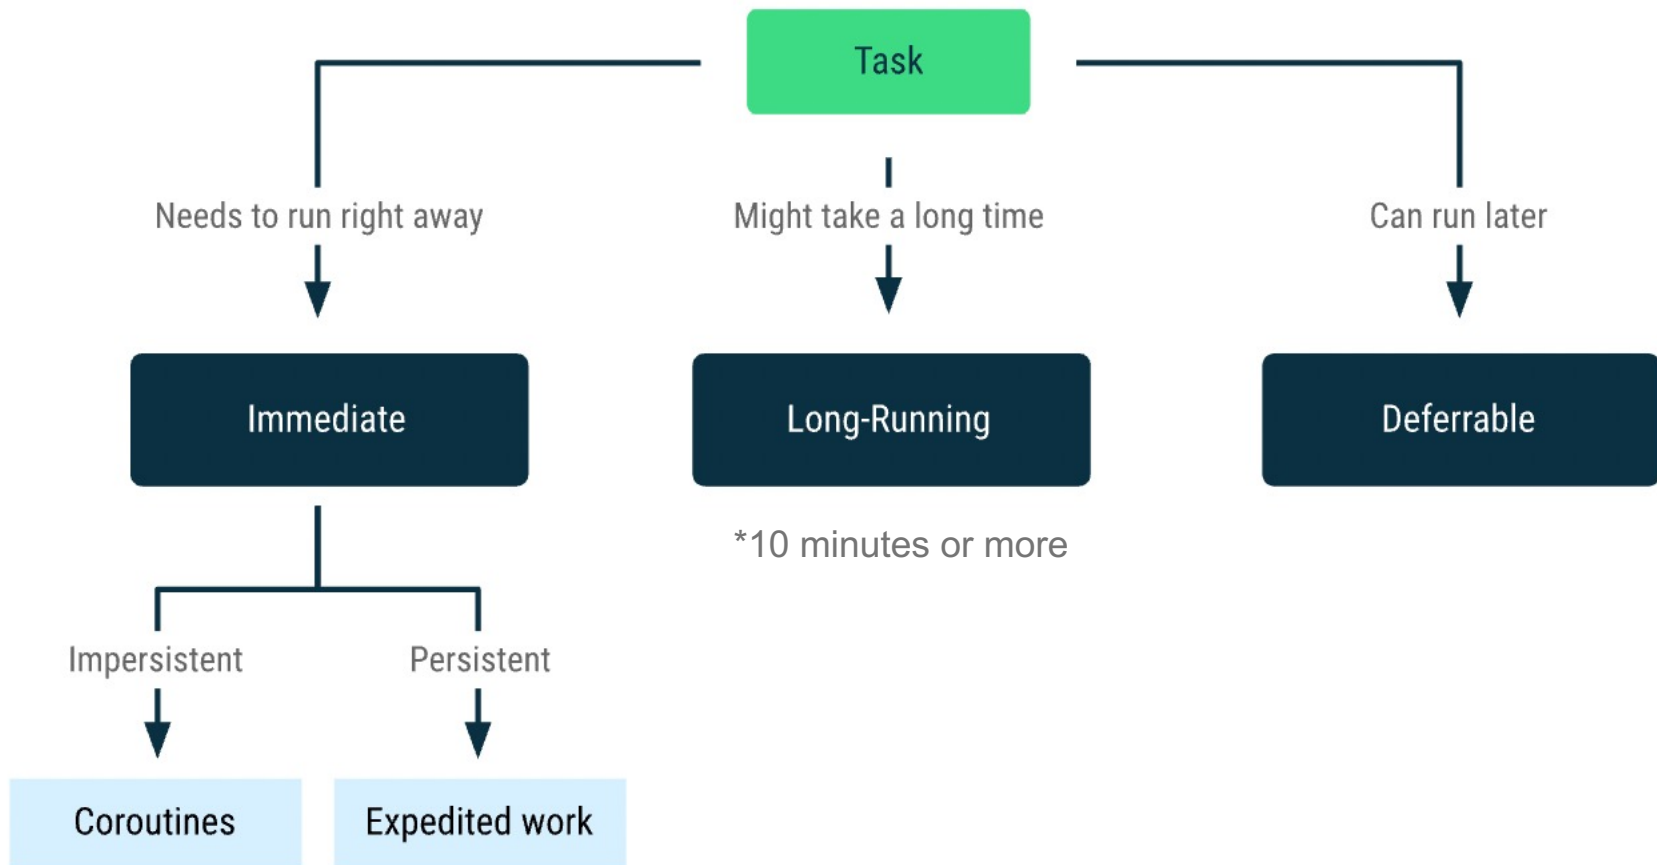 Task
Needs to run right away
Might take a long time
Can run later
Immediate
Long-Running
Deferrable
*10 minutes or more
Impersistent
Persistent
Coroutines
Expedited work